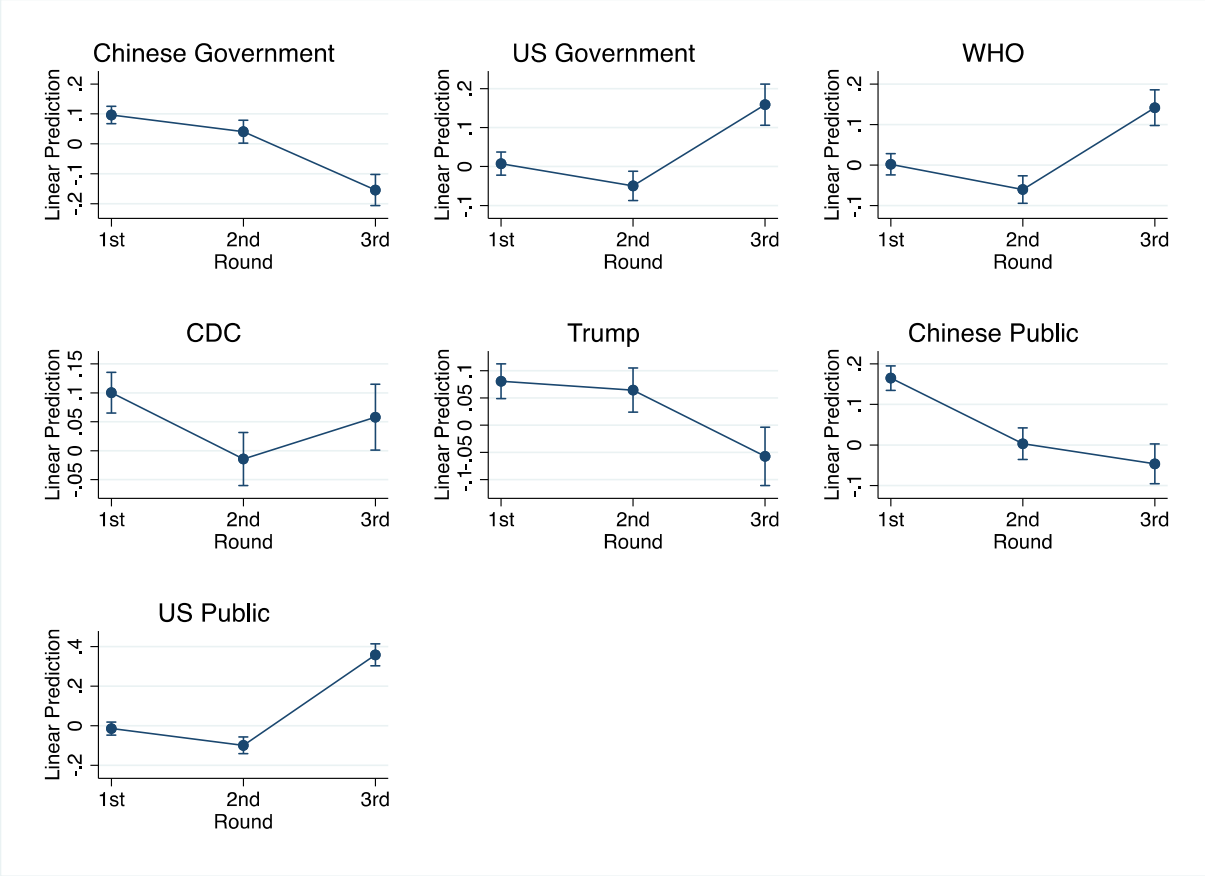 Chinese Government
Linear Prediction
.2
.1
0
-.1
-.2
1st 2nd 3rd
Round
US Government
Linear Prediction
.2
.1
0
-.1
1st 2nd 3rd
Round
WHO
Linear Prediction
.2
.1
0
-.1
1st 2nd 3rd
Round
CDC
Linear Prediction
.15
.1
.05
0
-.05
1st 2nd 3rd
Round
Trump
Linear Prediction
.1
.05
0
-.05
-.1
1st 2nd 3rd
Round
Chinese Public
Linear Prediction
.2
.1
0
-.1
1st 2nd 3rd
Round
US Public
Linear Prediction
.4
.2
0
-.2
1st 2nd 3rd
Round